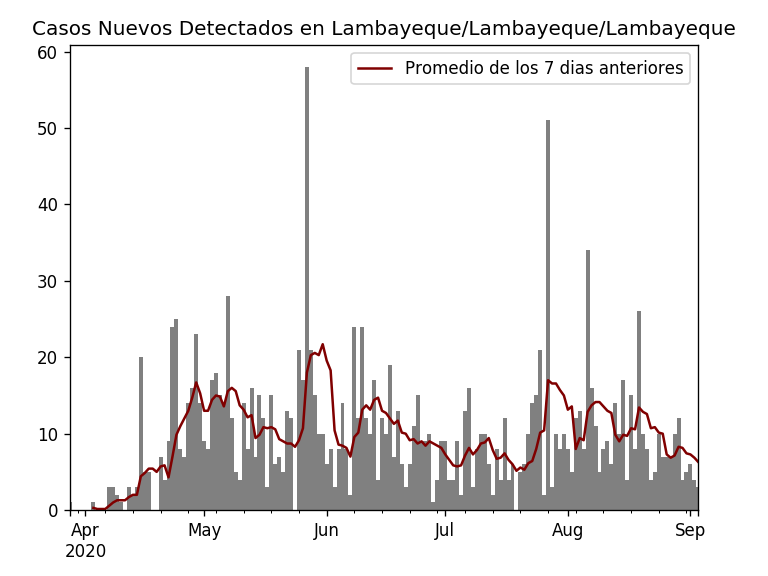 Casos Nuevos Detectados en Lambayeque/Lambayeque/Lambayeque
Promedio de los 7 dias anteriores
60
50
40
30
20
10
0
Apr May Jun Jul Aug Sep
2020